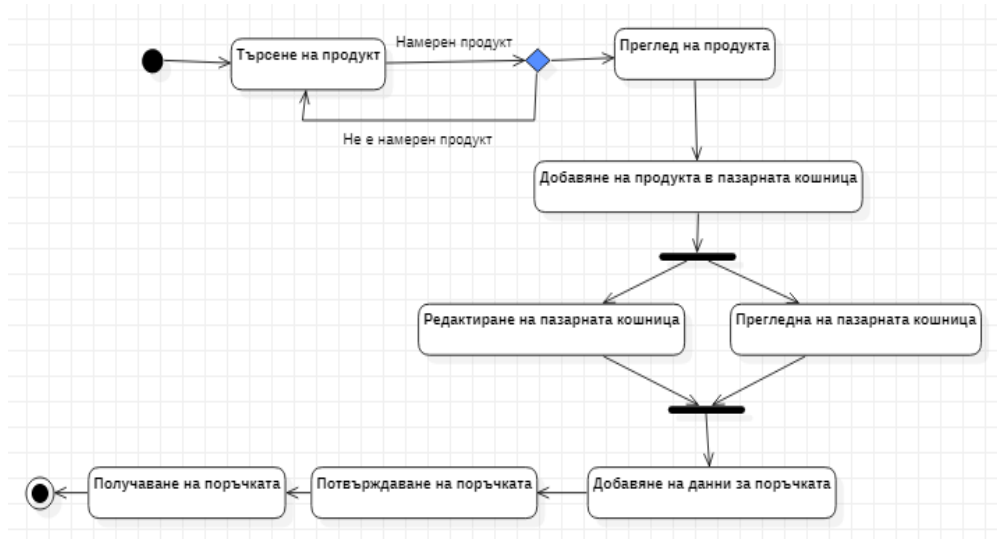 Намерен продукт
Търсене на продукт
Преглед на продукта
Не е намерен продукт
Добавяне на продукта в пазарната кошница
Редактиране на пазарната кошница
Прегледна на пазарната кошница
Получаване на поръчката
Потвърждаване на поръчката
Добавяне на данни за поръчката